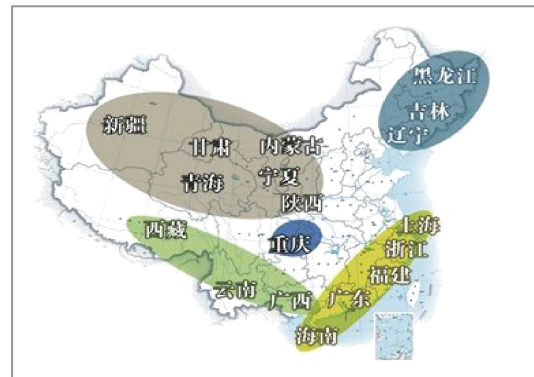 黑龙江
吉林
辽宁
新疆
甘肃
内蒙古
青海
宁夏
陕西
西藏
重庆
上海
浙江
福建
云南
广西
广东
海南